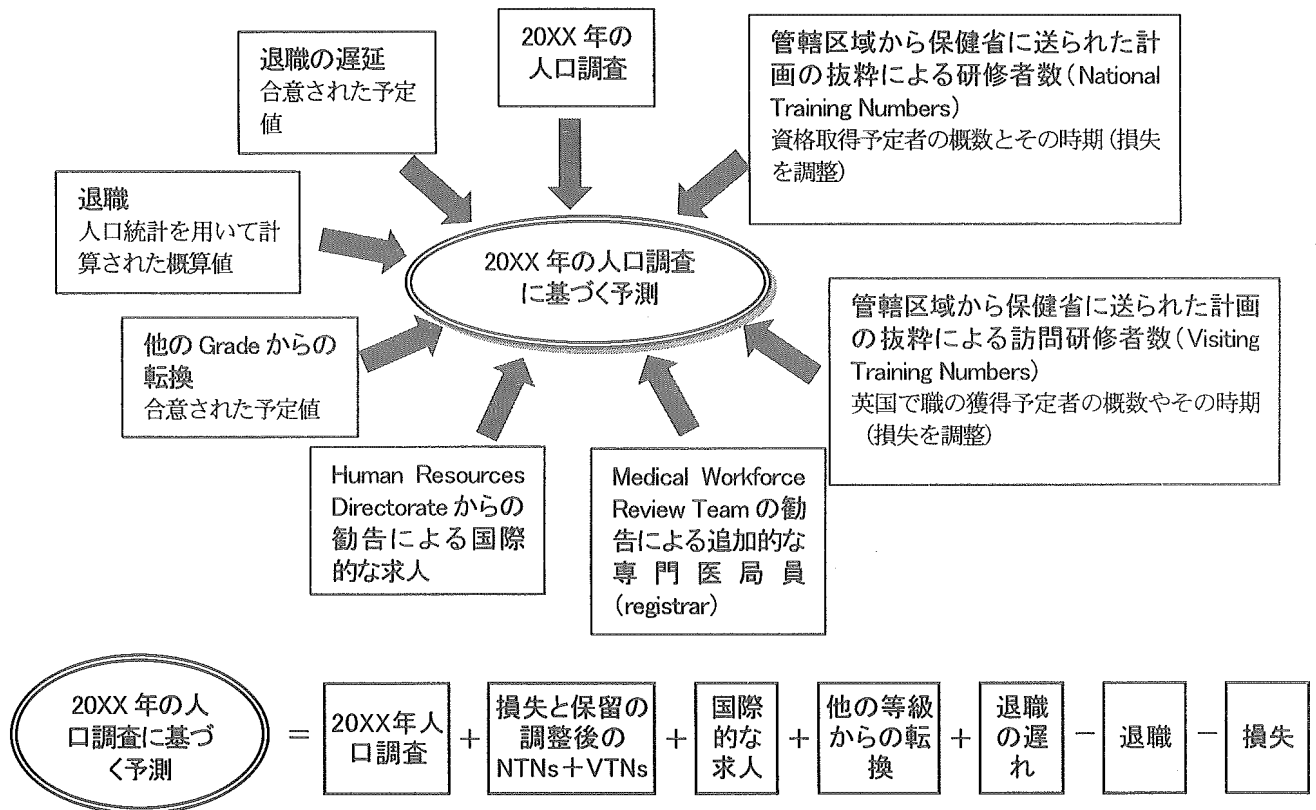 20XX 年の
人口調査
退職の遅延
合意された予定
値
管轄区域から保健省に送られた計
画の抜粋による研修者数（National
Training Numbers）
資格取得予定者の概数とその時期（損失
を調整）
退職
人口統計を用いて計
算された概算値
20XX 年の人口調査
に基づく予測
管轄区域から保健省に送られた計画
の抜粋による訪問研修者数（Visiting
Training Numbers）
英国で職の獲得予定者の概数やその時期
（損失を調整）
他の Grade からの
転換
合意された予定値
Human Resources
Directorate からの
勧告による国際
的な求人
Medical Workforce
Review Team の勧
告による追加的な
専門医局員
（registrar）
20XX 年の人
口調査に基づ
く予測
=
20XX年人
口調査
+
損失と保留の
調整後の
NTNs＋VTNs
+
国際
的な
求人
+
他の等級
からの転
換
+
退職
の遅
れ
－
退職
－
損失